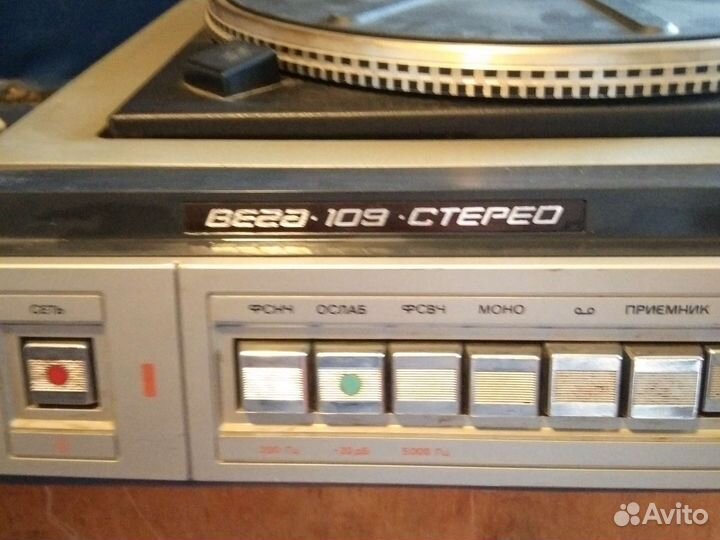 ВЕГА·109·СТЕРЕО
СЕТЬ ФСНЧ ОСЛАБ ФСВЧ МОНО ПРИЕМНИК
-20 дБ 5000 Гц
Avito